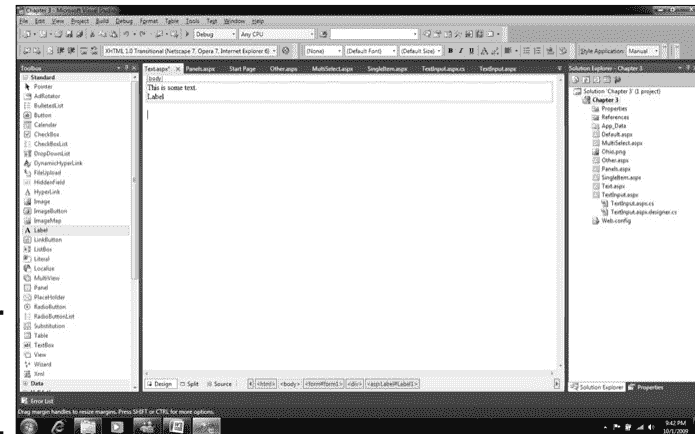 Chapter 3 - Microsoft Visual Studio
File Edit View Project Build Debug Format Table Tools Test Window Help
Debug Any CPU
XHTML 1.0 Transitional (Netscape 7, Opera 7, Internet Explorer 6) (None) (Default Font) (Default Size) B I U A Style Application: Manual
Toolbox
Standard
Pointer
AdRotator
BulletedList
Button
Calendar
CheckBox
CheckBoxList
DropDownList
DynamicHyperLink
FileUpload
HiddenField
HyperLink
Image
ImageButton
ImageMap
Label
LinkButton
ListBox
Literal
Localize
MultiView
Panel
PlaceHolder
RadioButton
RadioButtonList
Substitution
Table
TextBox
View
Wizard
Xml
Data
Text.aspx* Panels.aspx Start Page Other.aspx MultiSelect.aspx SingleItem.aspx TextInput.aspx.cs TextInput.aspx
body
This is some text.
Label
Design Split Source <html> <body> <form#form1> <div> <asp:Label#Label1>
Solution Explorer - Chapter 3
Solution 'Chapter 3' (1 project)
Chapter 3
Properties
References
App_Data
Default.aspx
MultiSelect.aspx
Ohio.png
Other.aspx
Panels.aspx
SingleItem.aspx
Text.aspx
TextInput.aspx
TextInput.aspx.cs
TextInput.aspx.designer.cs
Web.config
Solution Explorer Properties
Error List
Drag margin handles to resize margins. Press SHIFT or CTRL for more options.
9:42 PM
10/1/2009